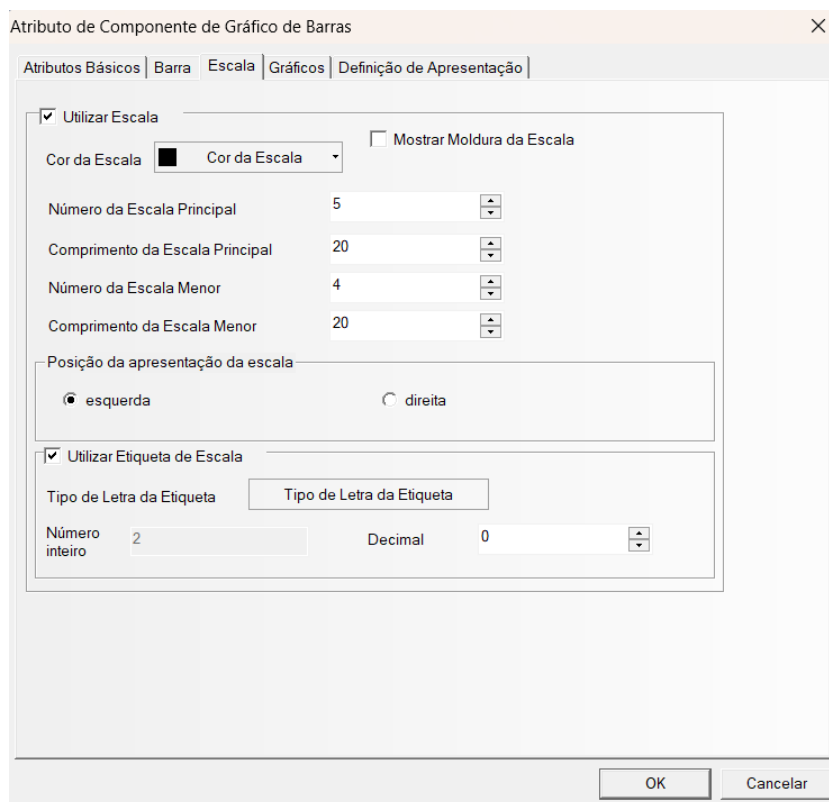 Atributo de Componente de Gráfico de Barras
Atributos Básicos Barra Escala Gráficos Definição de Apresentação
Utilizar Escala
Mostrar Moldura da Escala
Cor da Escala Cor da Escala
Número da Escala Principal 5
Comprimento da Escala Principal 20
Número da Escala Menor 4
Comprimento da Escala Menor 20
Posição da apresentação da escala
esquerda direita
Utilizar Etiqueta de Escala
Tipo de Letra da Etiqueta Tipo de Letra da Etiqueta
Número
inteiro 2 Decimal 0
OK Cancelar